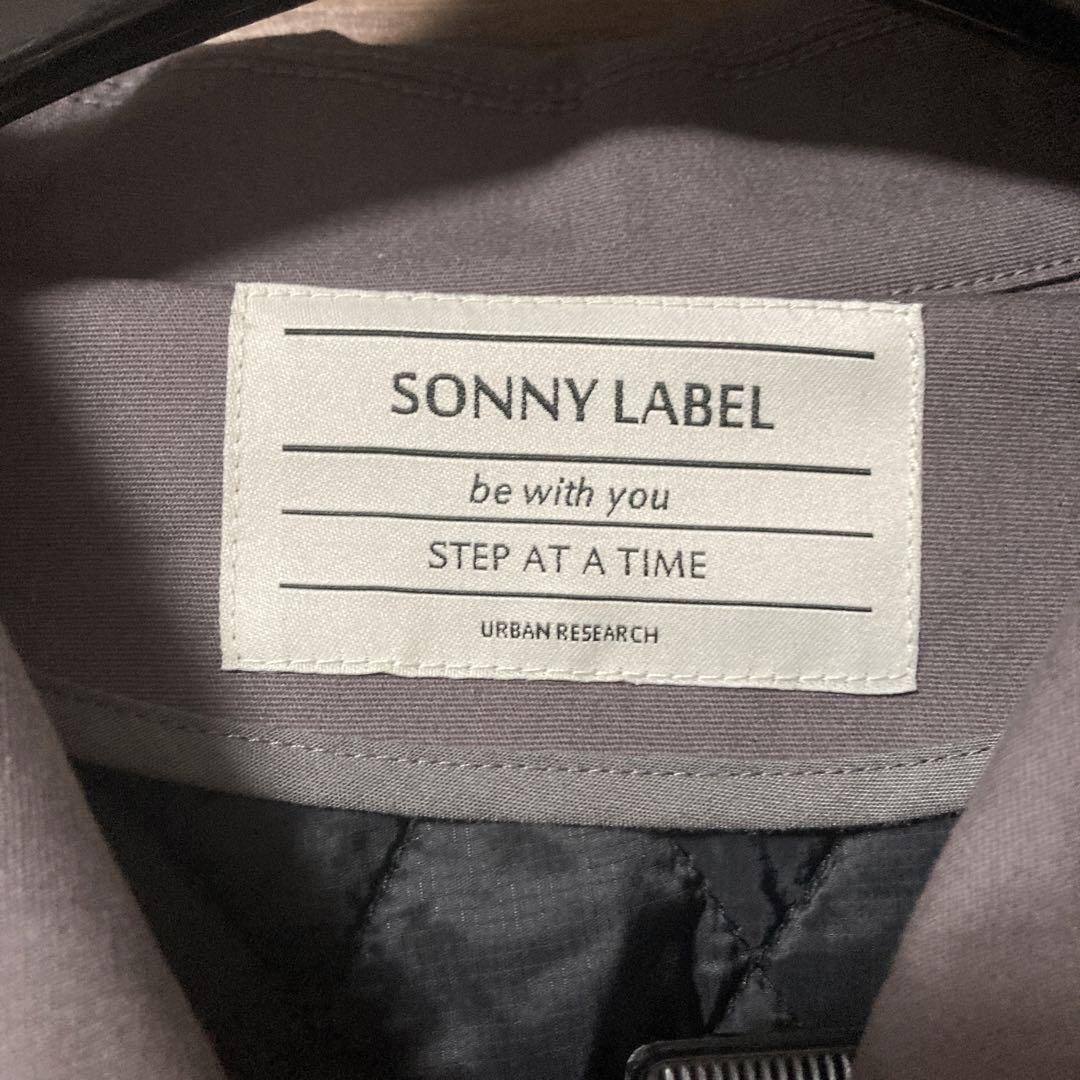 SONNY LABEL
be with you
STEP AT A TIME
URBAN RESEARCH